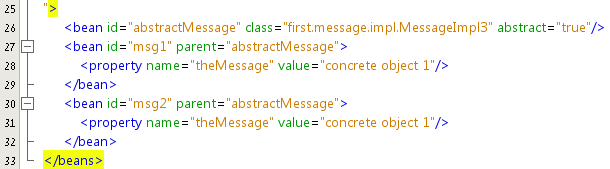 25 ">
26 <bean id="abstractMessage" class="first.message.impl.MessageImpl3" abstract="true"/>
27 <bean id="msg1" parent="abstractMessage">
28 <property name="theMessage" value="concrete object 1"/>
29 </bean>
30 <bean id="msg2" parent="abstractMessage">
31 <property name="theMessage" value="concrete object 1"/>
32 </bean>
33 </beans>